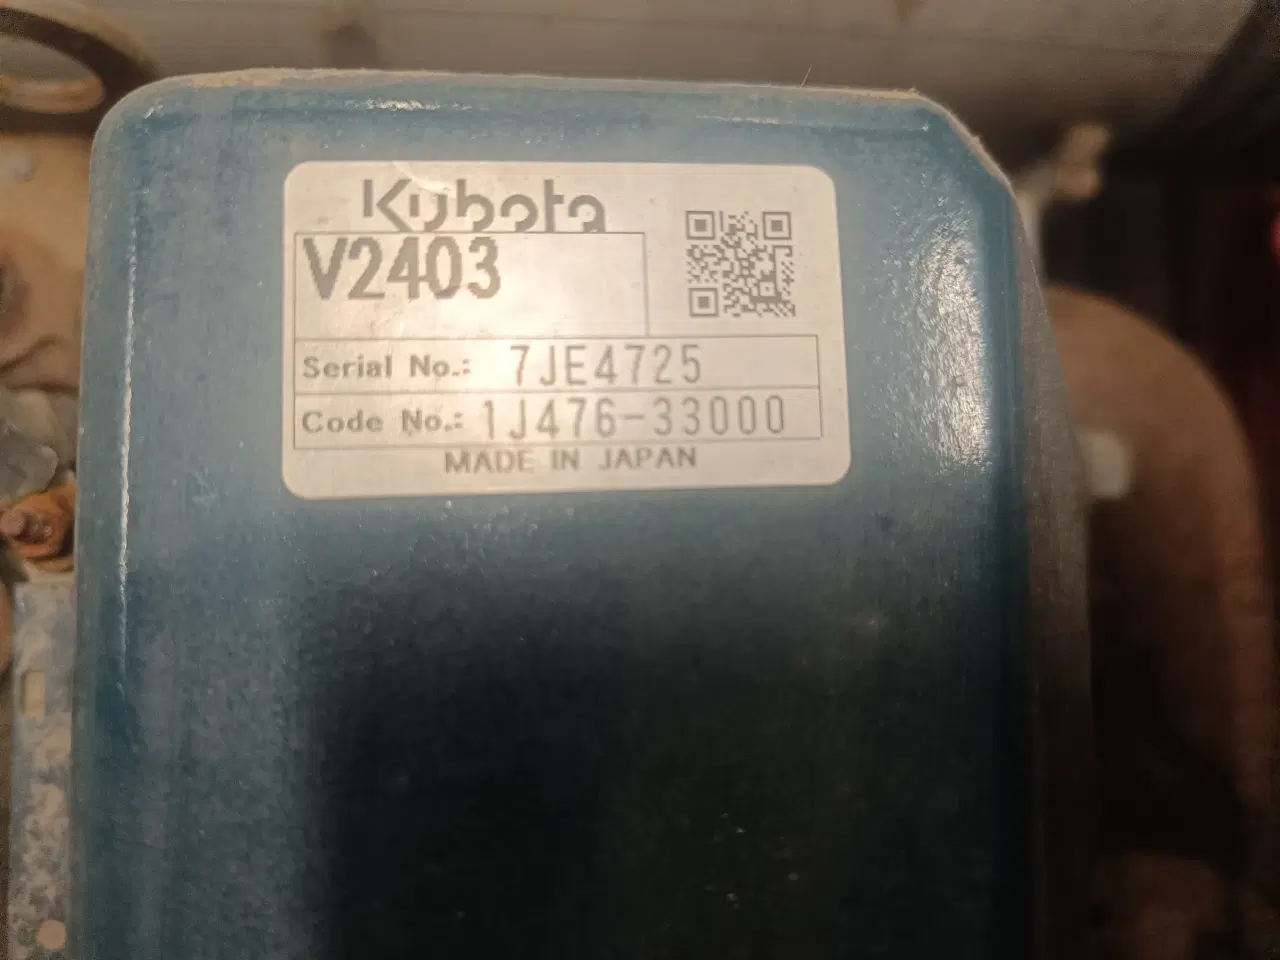 Kubota
V2403
Serial No.: 7JE4725
Code No.: 1J476-33000
MADE IN JAPAN